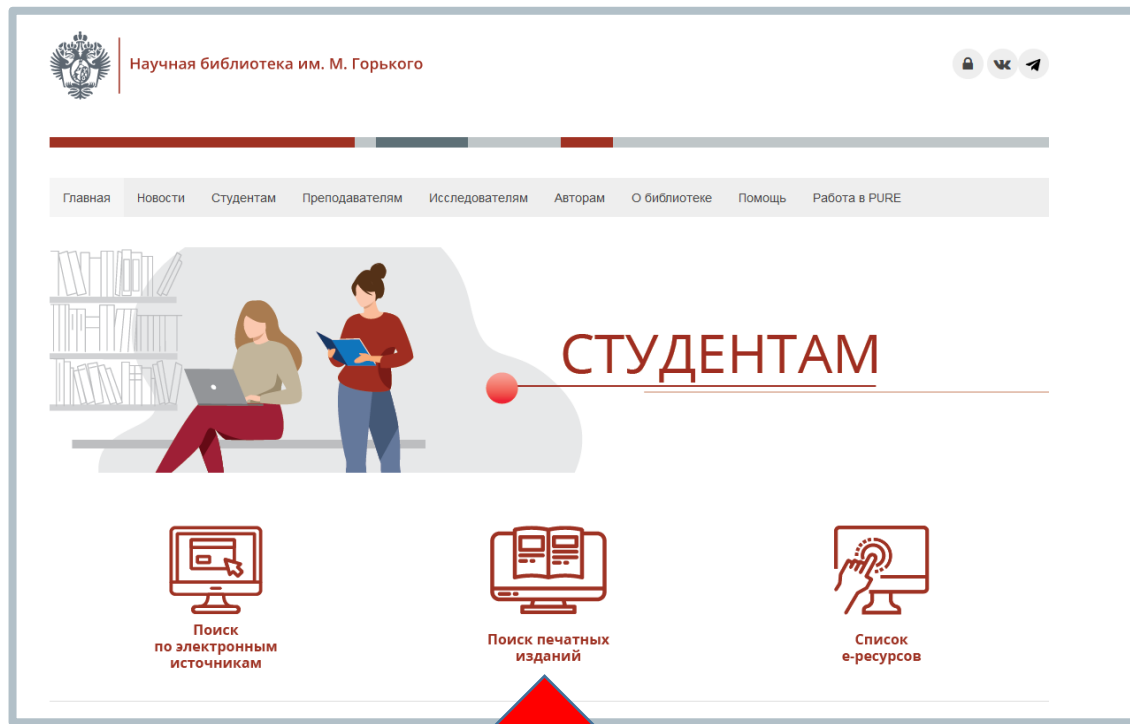 Научная библиотека им. М. Горького
Главная Новости Студентам Преподавателям Исследователям Авторам О библиотеке Помощь Работа в PURE
СТУДЕНТАМ
Поиск
по электронным
источникам
Поиск печатных
изданий
Список
е-ресурсов